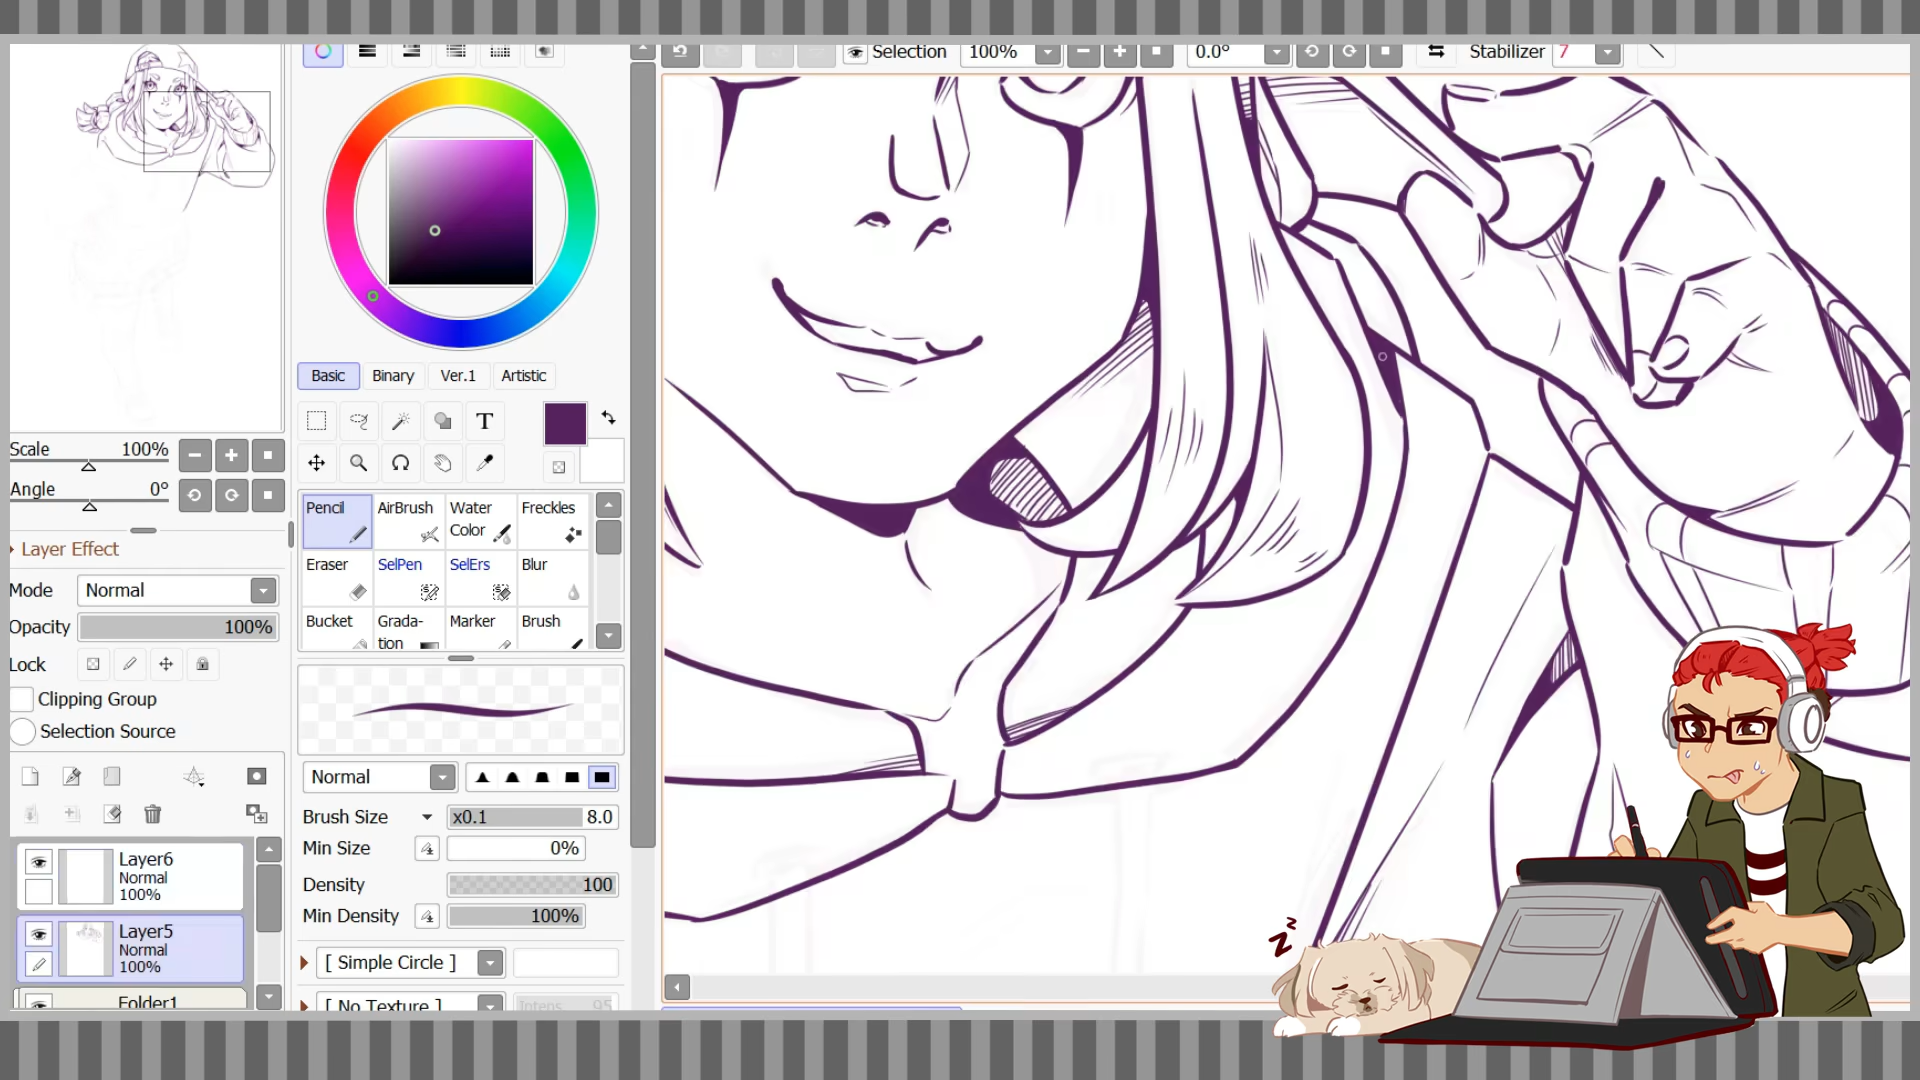 Selection 100% 0.0° Stabilizer 7
Basic Binary Ver.1 Artistic
T
Scale 100%
Angle 0°
Pencil AirBrush Water Color Freckles
Eraser SelPen SelErs Blur
Bucket Grada-tion Marker Brush
Layer Effect
Mode Normal
Opacity 100%
Lock
Clipping Group
Selection Source
Normal
Brush Size x0.1 8.0
Min Size 0%
Density 100
Min Density 100%
[ Simple Circle ]
[ No Texture ] Intens 95
Layer6
Normal
100%
Layer5
Normal
100%
Folder1
z z